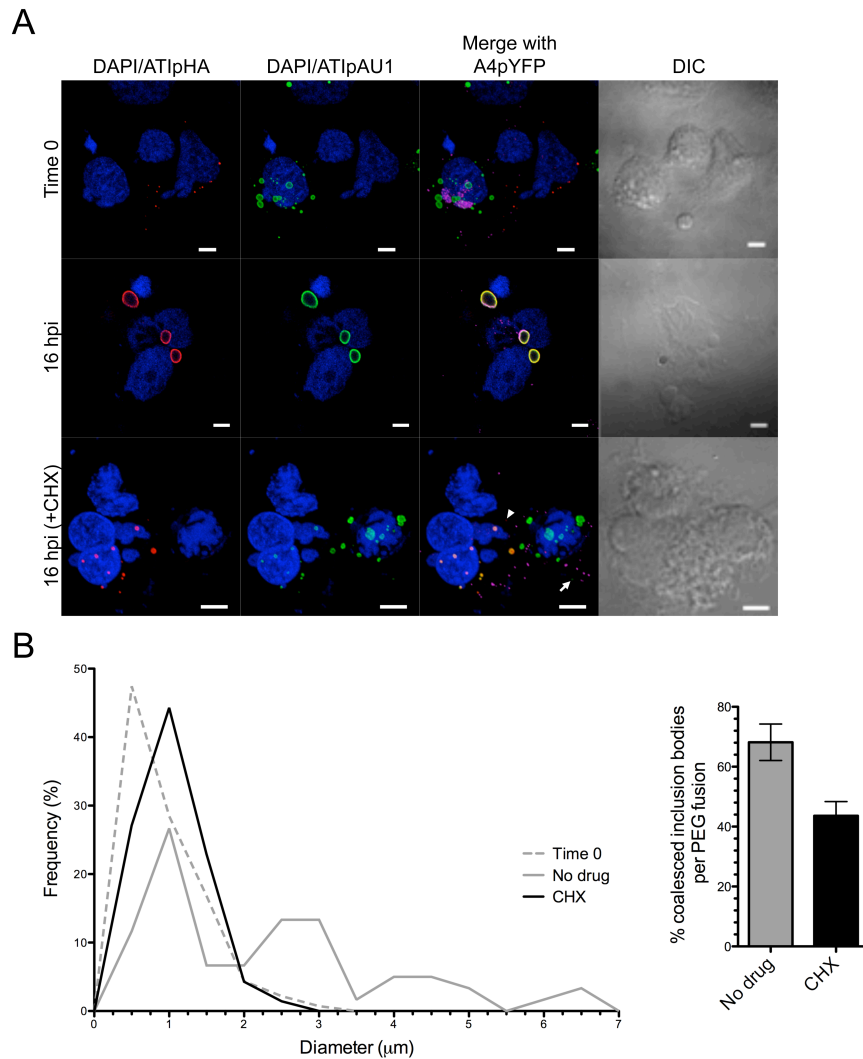 A
DAPI/ATIpHA
DAPI/ATIpAU1
Merge with
A4pYFP
DIC
Time 0
16 hpi
16 hpi (+CHX)
B
Frequency (%)
50
40
30
20
10
0
0 1 2 3 4 5 6 7
Diameter (μm)
Time 0
No drug
CHX
% coalesced inclusion bodies
per PEG fusion
80
60
40
20
0
No drug
CHX